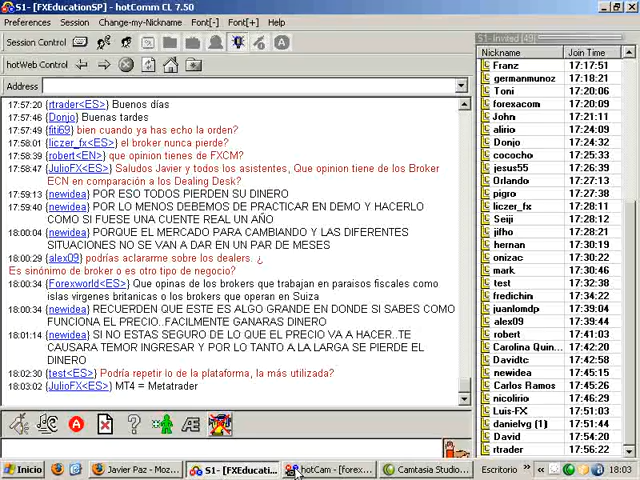 S1- [FXEducationSP] - hotComm CL 7.50
Preferences Session Change-my-Nickname Font[-] Font[+] Help
Session Control
hotWeb Control
Address
17:57:20 {rtrader<ES>} Buenos días
17:57:46 {Donjo} Buenas tardes
17:57:49 {fiti69} bien cuando ya has echo la orden?
17:58:01 {liczer_fx<ES>} el broker nunca pierde?
17:58:39 {robert<EN>} que opinion tienes de FXCM?
17:58:47 {JulioFX<ES>} Saludos Javier y todos los asistentes, Que opinion tiene de los Broker
ECN en comparación a los Dealing Desk?
17:59:13 {newidea} POR ESO TODOS PIERDEN SU DINERO
17:59:40 {newidea} POR LO MENOS DEBEMOS DE PRACTICAR EN DEMO Y HACERLO
COMO SI FUESE UNA CUENTE REAL UN AÑO
18:00:04 {newidea} PORQUE EL MERCADO PARA CAMBIANDO Y LAS DIFERENTES
SITUACIONES NO SE VAN A DAR EN UN PAR DE MESES
18:00:29 {alex09} podrías aclararme sobre los dealers. ¿
Es sinónimo de broker o es otro tipo de negocio?
18:00:34 {Forexworld<ES>} Que opinas de los brokers que trabajan en paraisos fiscales como
islas virgenes britanicas o los brokers que operan en Suiza
18:00:34 {newidea} RECUERDEN QUE ESTE ES ALGO GRANDE EN DONDE SI SABES COMO
FUNCIONA EL PRECIO..FACILMENTE GANARAS DINERO
18:01:14 {newidea} SI NO ESTAS SEGURO DE LO QUE EL PRECIO VA A HACER..TE
CAUSARA TEMOR INGRESAR Y POR LO TANTO A LA LARGA SE PIERDE EL
DINERO
18:02:30 {test<ES>} Podría repetir lo de la plataforma, la más utilizada?
18:03:02 {JulioFX<ES>} MT4 = Metatrader
S1- Invited (49)
Nickname Join Time
Franz 17:17:51
germanmunoz 17:18:21
Toni 17:20:06
forexacom 17:20:09
John 17:21:11
alirio 17:24:09
Donjo 17:24:32
cococho 17:25:33
jesus55 17:26:39
Orlando 17:27:13
pigro 17:27:38
liczer_fx 17:28:03
Seiji 17:28:12
jifho 17:29:21
hernan 17:30:19
onizac 17:30:22
mark 17:30:46
test 17:32:38
fredichin 17:34:22
juanlomdp 17:39:04
alex09 17:39:44
robert 17:41:03
Carolina Quin... 17:42:00
Davidtc 17:42:58
newidea 17:45:15
Carlos Ramos 17:45:26
nicolirio 17:46:29
Luis-FX 17:51:03
danielvg (1) 17:51:43
David 17:54:20
rtrader 17:56:22
Inicio Javier Paz - Moz... S1- [FXEducati... hotCam - [forex... Camtasia Studio... Escritorio » 18:03